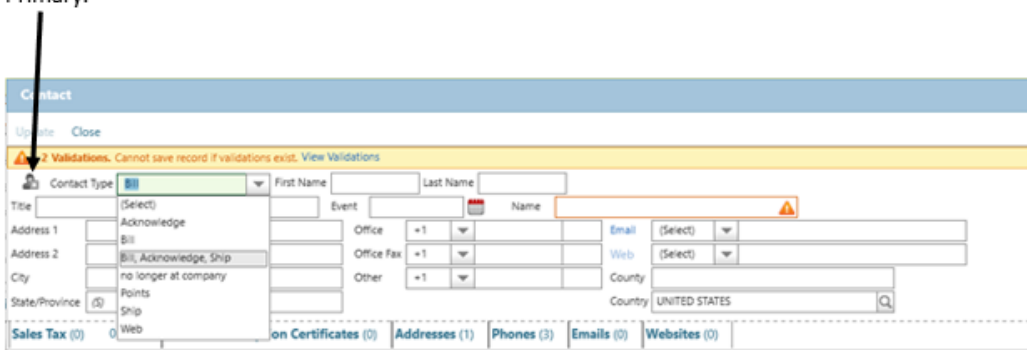 Primary.
Contact
Update Close
2 Validations. Cannot save record if validations exist. View Validations
Contact Type Bill First Name Last Name
Title (Select) Event Name
Acknowledge
Address 1 Bill Office +1 Email (Select)
Address 2 Bill, Acknowledge, Ship Office Fax +1 Web (Select)
City no longer at company Other +1 County
Points
State/Province (S) Ship Country UNITED STATES
Web
Sales Tax (0) on Certificates (0) Addresses (1) Phones (3) Emails (0) Websites (0)